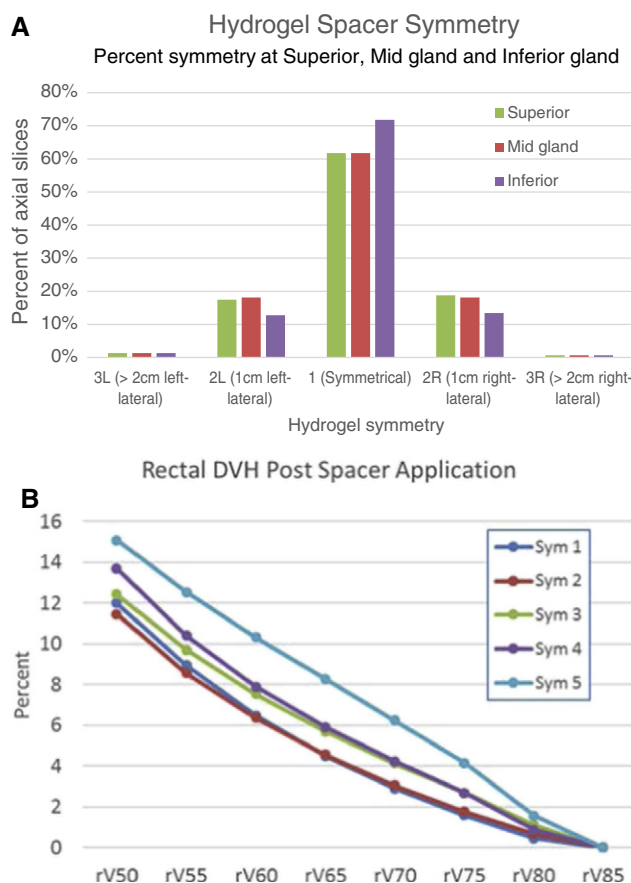 A
Hydrogel Spacer Symmetry
Percent symmetry at Superior, Mid gland and Inferior gland
80%
70%
60%
50%
40%
30%
20%
10%
0%
Percent of axial slices
Superior
Mid gland
Inferior
3L (> 2cm left-
lateral)
2L (1cm left-
lateral)
1 (Symmetrical)
2R (1cm right-
lateral)
3R (> 2cm right-
lateral)
Hydrogel symmetry
Rectal DVH Post Spacer Application
B
16
14
12
10
8
6
4
2
0
Percent
Sym 1
Sym 2
Sym 3
Sym 4
Sym 5
rV50 rV55 rV60 rV65 rV70 rV75 rV80 rV85